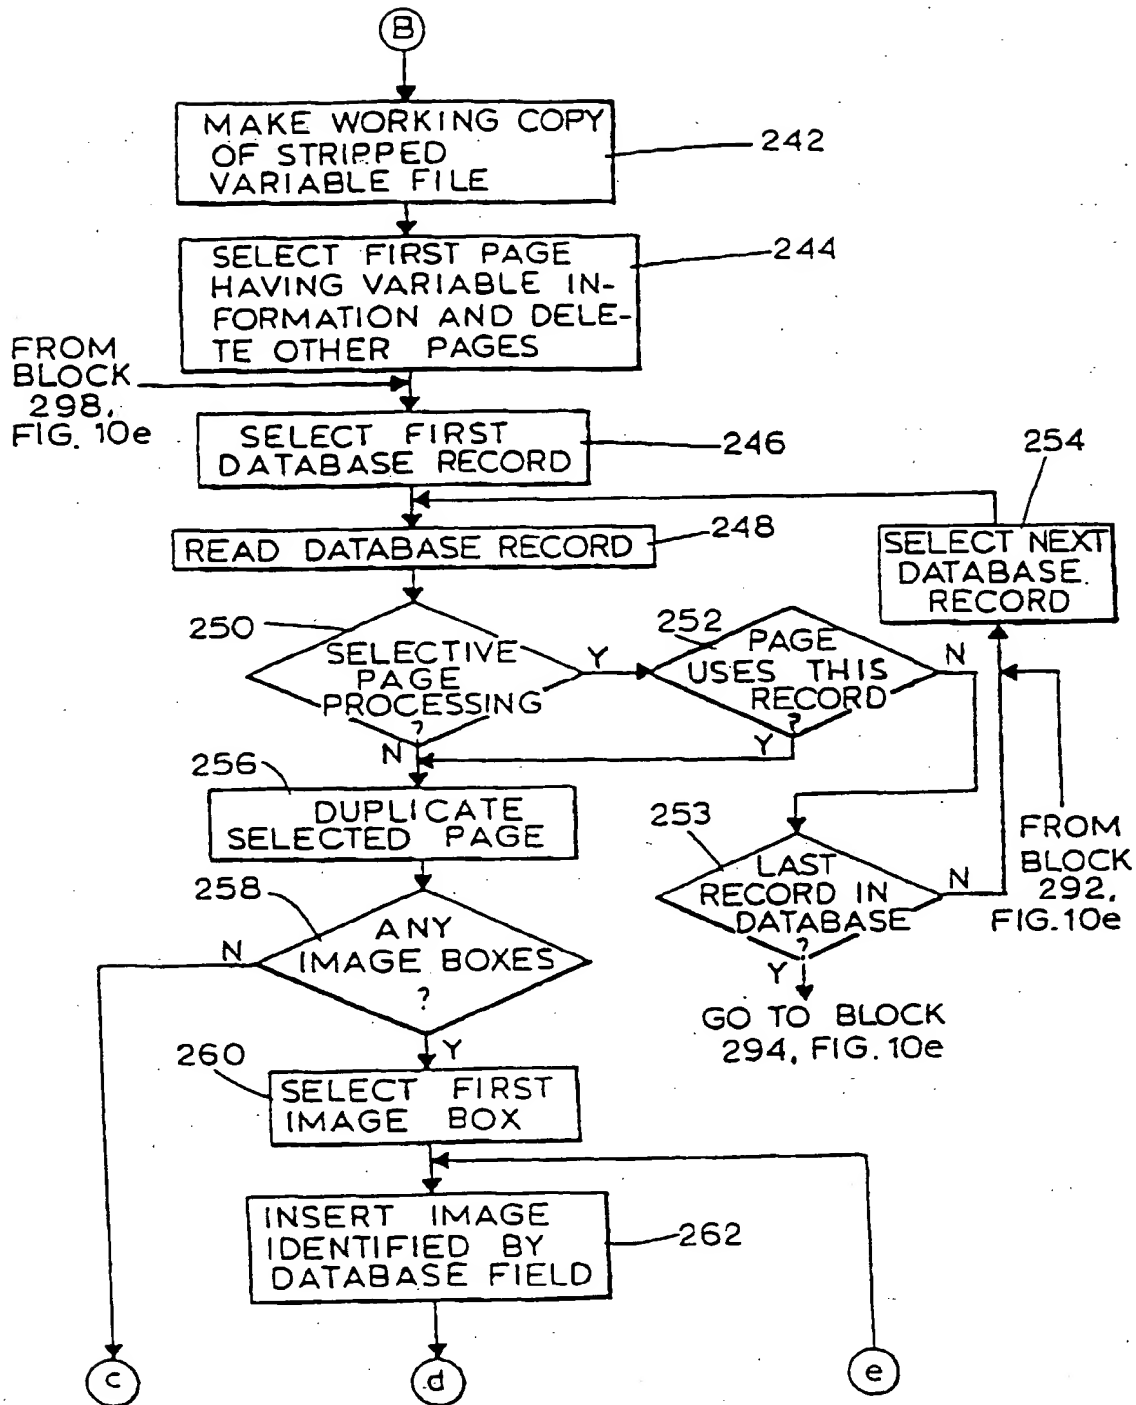 B
MAKE WORKING COPY
OF STRIPPED
VARIABLE FILE
242
SELECT FIRST PAGE
HAVING VARIABLE IN-
FORMATION AND DELE-
TE OTHER PAGES
244
FROM
BLOCK
298,
FIG. 10e
SELECT FIRST
DATABASE RECORD
246
254
READ DATABASE RECORD
248
SELECT NEXT
DATABASE.
RECORD
250
SELECTIVE
PAGE
PROCESSING
?
Y
N
252
PAGE
USES THIS
RECORD
?
N
Y
256
DUPLICATE
SELECTED PAGE
253
LAST
RECORD IN
DATABASE
?
N
Y
FROM
BLOCK
292,
FIG. 10e
GO TO BLOCK
294, FIG. 10e
258
ANY
IMAGE BOXES
?
N
Y
260
SELECT FIRST
IMAGE BOX
INSERT IMAGE
IDENTIFIED BY
DATABASE FIELD
262
c
d
e